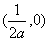 (1/2a, 0)